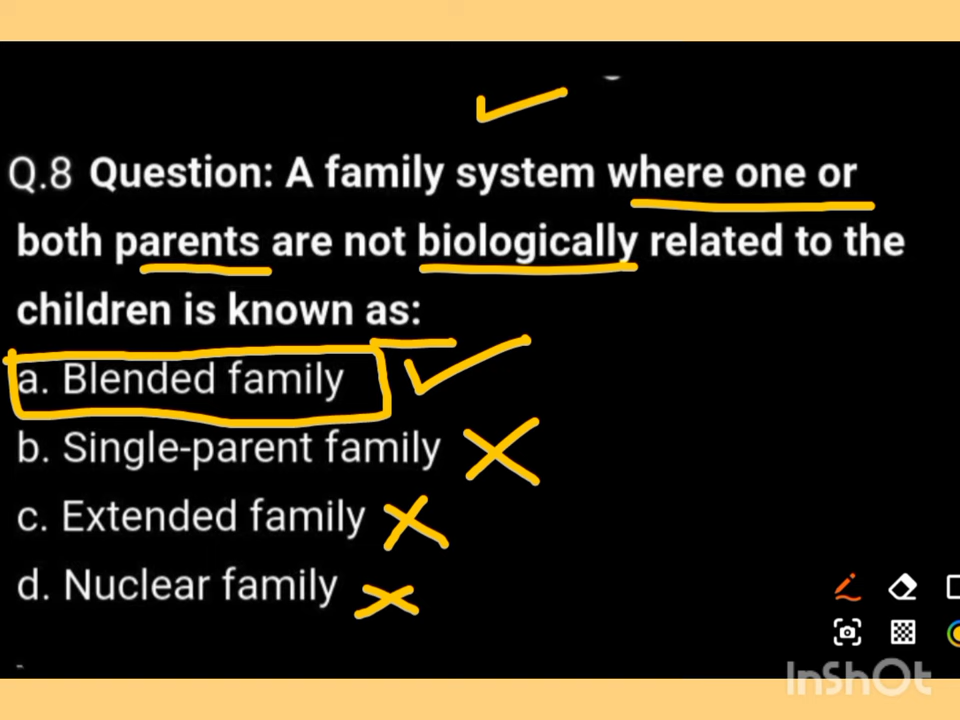 Q.8 Question: A family system where one or
both parents are not biologically related to the
children is known as:
a. Blended family
b. Single-parent family
c. Extended family
d. Nuclear family
InShOt